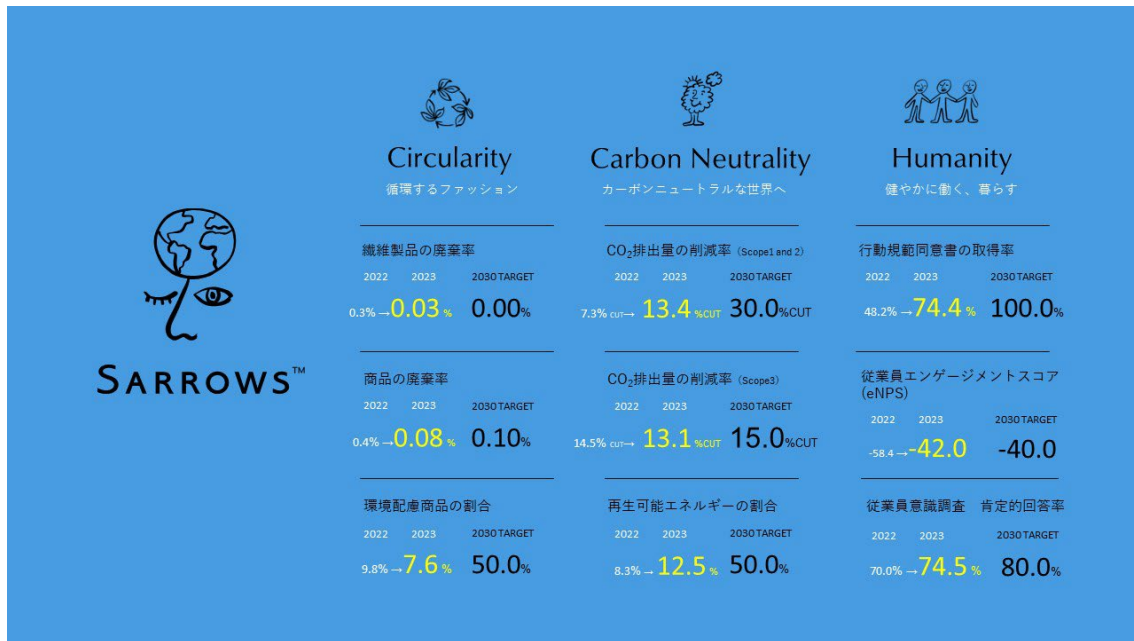 SARROWS™
Circularity
循環するファッション
繊維製品の廃棄率
2022 2023 2030 TARGET
0.3% → 0.03 % 0.00%
商品の廃棄率
2022 2023 2030 TARGET
0.4% → 0.08 % 0.10%
環境配慮商品の割合
2022 2023 2030 TARGET
9.8% → 7.6 % 50.0%
Carbon Neutrality
カーボンニュートラルな世界へ
CO₂排出量の削減率 (Scope1 and 2)
2022 2023 2030 TARGET
7.3% CUT→ 13.4 %CUT 30.0%CUT
CO₂排出量の削減率 (Scope3)
2022 2023 2030 TARGET
14.5% CUT→ 13.1 %CUT 15.0%CUT
再生可能エネルギーの割合
2022 2023 2030 TARGET
8.3% → 12.5 % 50.0%
Humanity
健やかに働く、暮らす
行動規範同意書の取得率
2022 2023 2030 TARGET
48.2% → 74.4 % 100.0%
従業員エンゲージメントスコア
(eNPS)
2022 2023 2030 TARGET
-58.4 → -42.0 -40.0
従業員意識調査 肯定的回答率
2022 2023 2030 TARGET
70.0% → 74.5 % 80.0%